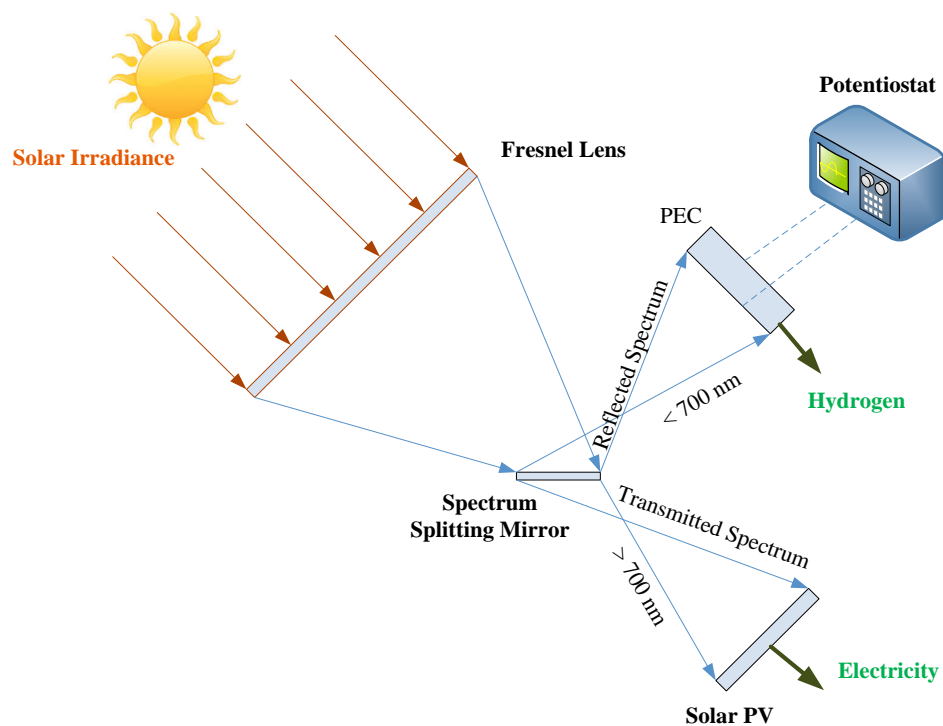 Potentiostat
Solar Irradiance
Fresnel Lens
PEC
Reflected Spectrum
< 700 nm
Hydrogen
Spectrum
Splitting Mirror
Transmitted Spectrum
> 700 nm
Electricity
Solar PV